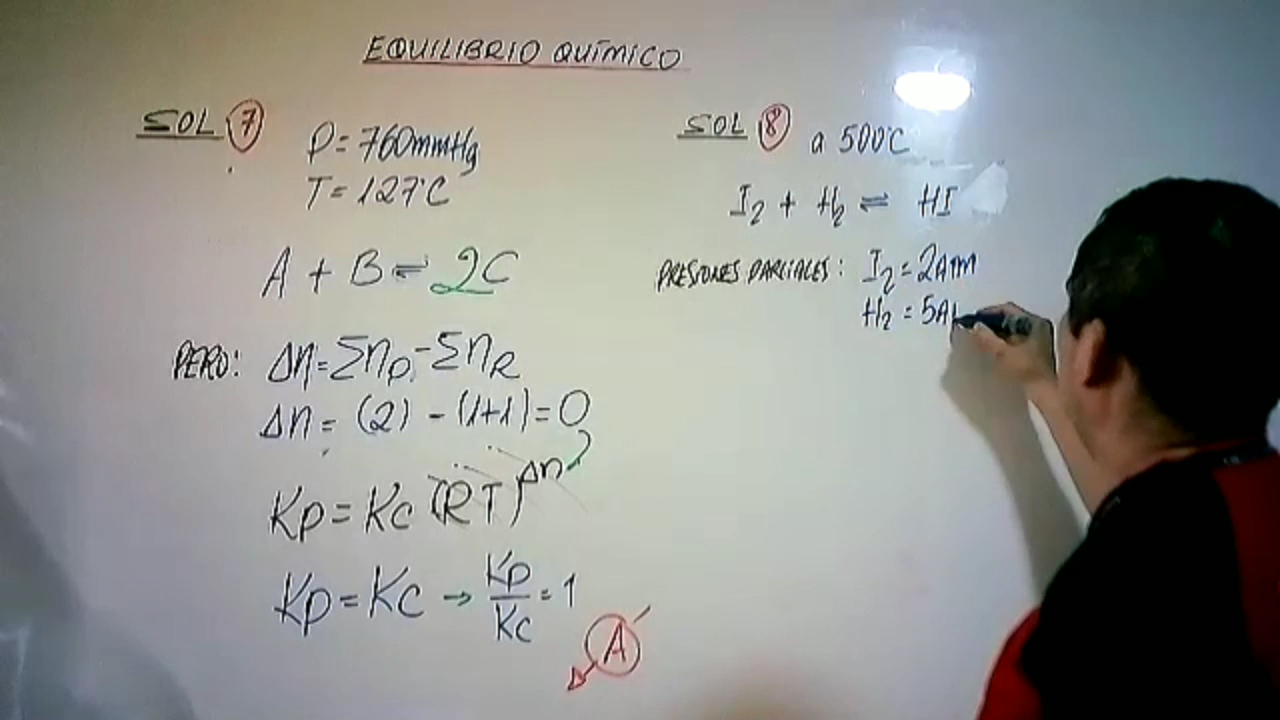 EQUILIBRIO QUÍMICO
SOL 7
P = 760mmHg
T = 127°C
A + B ⇌ 2C
PERO: Δn = Σnp - ΣnR
Δn = (2) - (1+1) = 0
Kp = Kc (RT)^Δn
Kp = Kc → Kp/Kc = 1
A
SOL 8 a 500°C
I₂ + H₂ ⇌ HI
PRESIONES PARCIALES: I₂ = 2ATM
H₂ = 5A